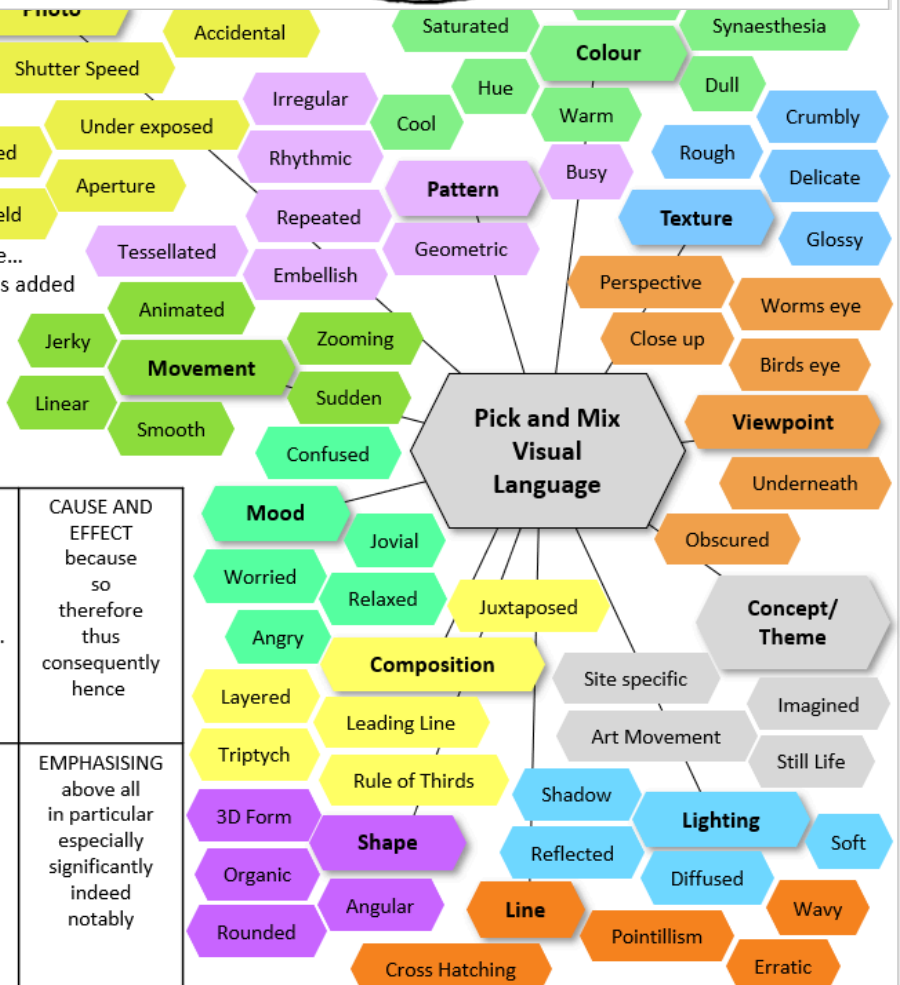 Photo
Accidental
Shutter Speed
Under exposed
ed
Aperture
eld
e...
s added
Saturated
Synaesthesia
Colour
Hue
Dull
Cool
Warm
Irregular
Rhythmic
Pattern
Busy
Repeated
Geometric
Tessellated
Embellish
Crumbly
Rough
Delicate
Texture
Glossy
Animated
Zooming
Jerky
Movement
Linear
Sudden
Smooth
Perspective
Worms eye
Close up
Birds eye
Viewpoint
Underneath
Obscured
Pick and Mix
Visual
Language
Confused
Mood
Jovial
Worried
Relaxed
Angry
CAUSE AND
EFFECT
because
so
therefore
thus
consequently
hence
.
Juxtaposed
Composition
Layered
Leading Line
Triptych
Rule of Thirds
Concept/
Theme
Site specific
Imagined
Art Movement
Still Life
EMPHASISING
above all
in particular
especially
significantly
indeed
notably
3D Form
Shape
Organic
Angular
Rounded
Shadow
Lighting
Soft
Reflected
Diffused
Line
Wavy
Pointillism
Cross Hatching
Erratic